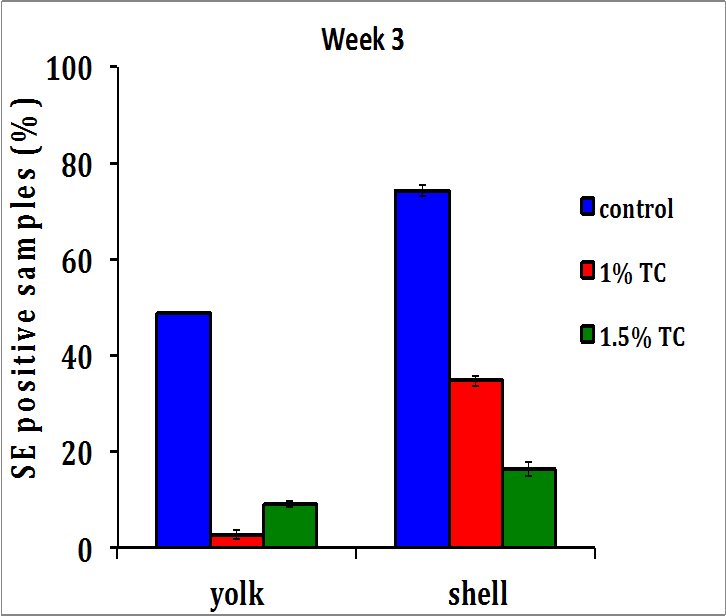 Week 3
SE positive samples (%)
100
80
60
40
20
0
yolk
shell
control
1% TC
1.5% TC